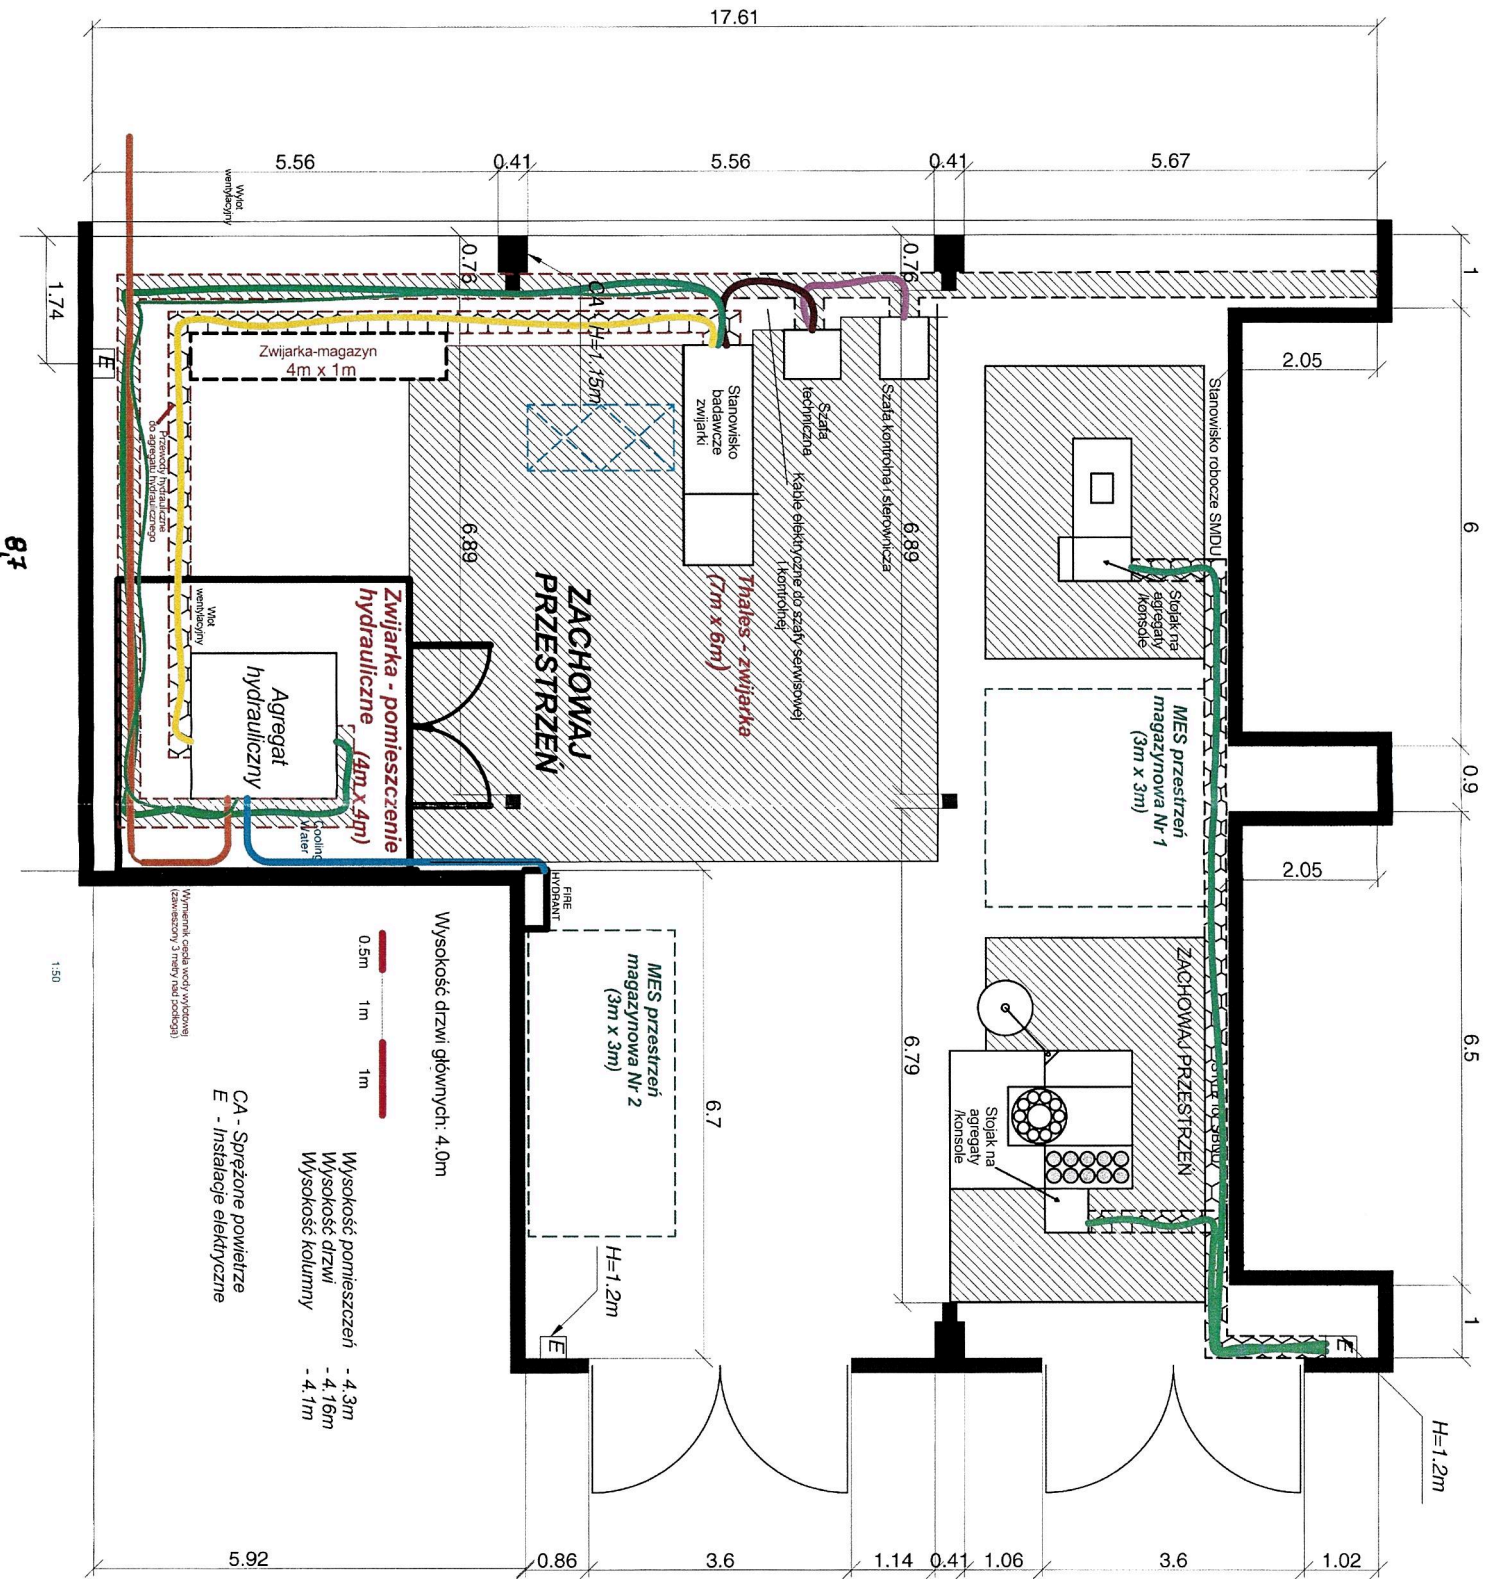 17.61
5.56
0.41
5.56
0.41
5.67
Wylot
wentylacyjny
1.74
0.76
0.76
CA H=1.15m
1
2.05
E
Zwijarka-magazyn
4m x 1m
Przewody hydrauliczne
do agregatu hydraulicznego
Stanowisko
badawcze
zwijarki
Szafa
techniczna
Szafa kontrolna i sterownicza
Kable elektryczne do szafy serwisowej
i kontrolnej
Stanowisko robocze SMDU
Stojak na
agregaty
/konsole
6
6.89
6.89
8,7
ZACHOWAJ
PRZESTRZEŃ
Thales - zwijarka
(7m x 6m)
Wlot
wentylacyjny
Zwijarka - pomieszczenie
hydrauliczne (4m x 4m)
Agregat
hydrauliczny
Cooling
Water
MES przestrzeń
magazynowa Nr 1
(3m x 3m)
0.9
2.05
FIRE
HYDRANT
Wymiennik ciepła wody wylotowej
(zawieszony 3 metry nad podłogą)
1:50
0.5m 1m 1m
Wysokość drzwi głównych: 4.0m
MES przestrzeń
magazynowa Nr 2
(3m x 3m)
6.7
6.79
6.5
ZACHOWAJ PRZESTRZEŃ
Stojak na
agregaty
/konsole
CA - Sprężone powietrze
E - Instalacje elektryczne
Wysokość pomieszczeń - 4.3m
Wysokość drzwi - 4.16m
Wysokość kolumny - 4.1m
H=1.2m
E
E
1
H=1.2m
5.92
0.86
3.6
1.14
0.41
1.06
3.6
1.02